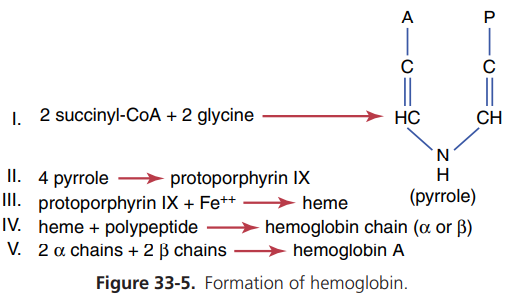 A P
C C
I. 2 succinyl-CoA + 2 glycine HC CH
N
H
II. 4 pyrrole protoporphyrin IX
(pyrrole)
III. protoporphyrin IX + Fe⁺⁺ heme
IV. heme + polypeptide hemoglobin chain (α or β)
V. 2 α chains + 2 β chains hemoglobin A
Figure 33-5. Formation of hemoglobin.